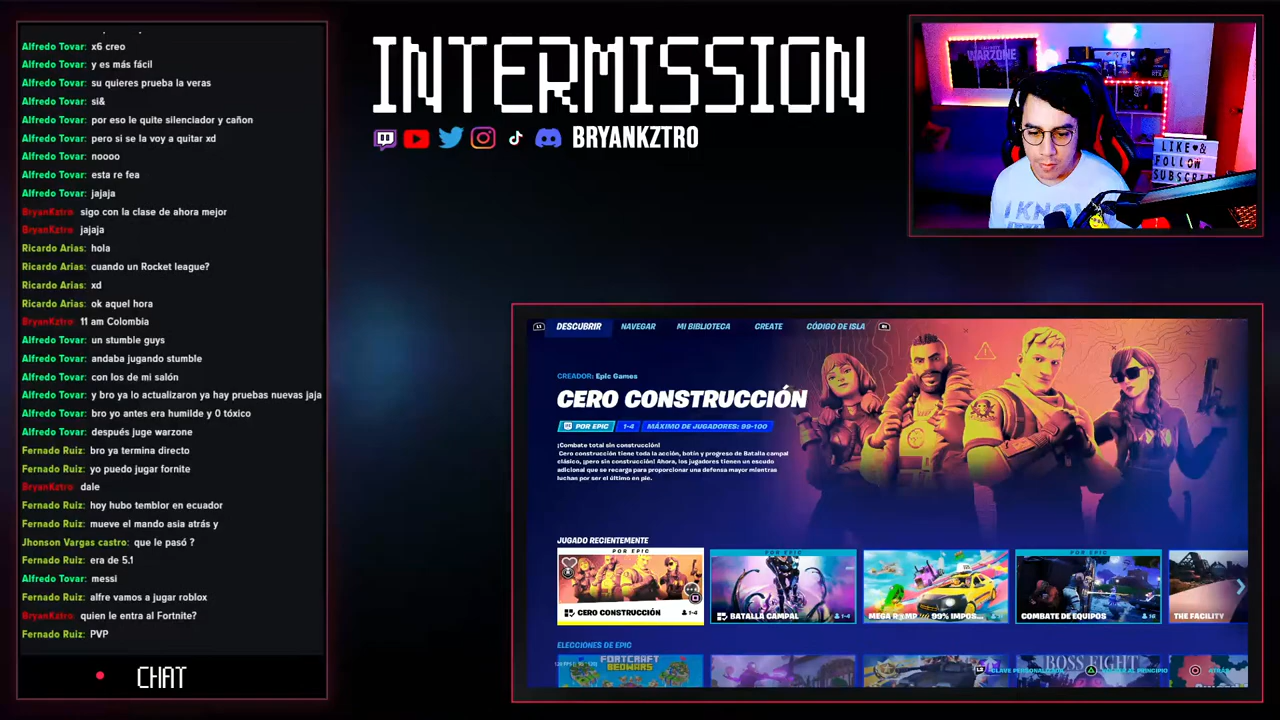 Alfredo Tovar: x6 creo
Alfredo Tovar: y es más fácil
Alfredo Tovar: su quieres prueba la veras
Alfredo Tovar: si&
Alfredo Tovar: por eso le quite silenciador y cañon
Alfredo Tovar: pero si se la voy a quitar xd
Alfredo Tovar: noooo
Alfredo Tovar: esta re fea
Alfredo Tovar: jajaja
BryanKztro: sigo con la clase de ahora mejor
BryanKztro: jajaja
Ricardo Arias: hola
Ricardo Arias: cuando un Rocket league?
Ricardo Arias: xd
Ricardo Arias: ok aquel hora
BryanKztro: 11 am Colombia
Alfredo Tovar: un stumble guys
Alfredo Tovar: andaba jugando stumble
Alfredo Tovar: con los de mi salón
Alfredo Tovar: y bro ya lo actualizaron ya hay pruebas nuevas jaja
Alfredo Tovar: bro yo antes era humilde y 0 tóxico
Alfredo Tovar: después juge warzone
Fernado Ruiz: bro ya termina directo
Fernado Ruiz: yo puedo jugar fornite
BryanKztro: dale
Fernado Ruiz: hoy hubo temblor en ecuador
Fernado Ruiz: mueve el mando asia atrás y
Jhonson Vargas castro: que le pasó ?
Fernado Ruiz: era de 5.1
Alfredo Tovar: messi
Fernado Ruiz: alfre vamos a jugar roblox
BryanKztro: quien le entra al Fortnite?
Fernado Ruiz: PVP
CHAT
INTERMISSION
BRYANKZTRO
WARZONE
LIKE♥&
FOLLOW
SUBSCRIB
I KNOW
L1 DESCUBRIR NAVEGAR MI BIBLIOTECA CREATE CÓDIGO DE ISLA R1
CREADOR: Epic Games
CERO CONSTRUCCIÓN
POR EPIC 1-4 MÁXIMO DE JUGADORES: 99-100
¡Combate total sin construcción!
Cero construcción tiene toda la acción, botín y progreso de Batalla campal
clásico, ¡pero sin construcción! Ahora, los jugadores tienen un escudo
adicional que se recarga para proporcionar una defensa mayor mientras
luchan por ser el último en pie.
JUGADO RECIENTEMENTE
POR EPIC
CERO CONSTRUCCIÓN 1-4
POR EPIC
BATALLA CAMPAL 1-4
MEGA R3MP 99% IMPOS...
POR EPIC
COMBATE DE EQUIPOS 16
THE FACILITY
ELECCIONES DE EPIC
FORTCRAFT
BEDWARS
BOSS FIGHT
AL PRINCIPIO
ATRÁS